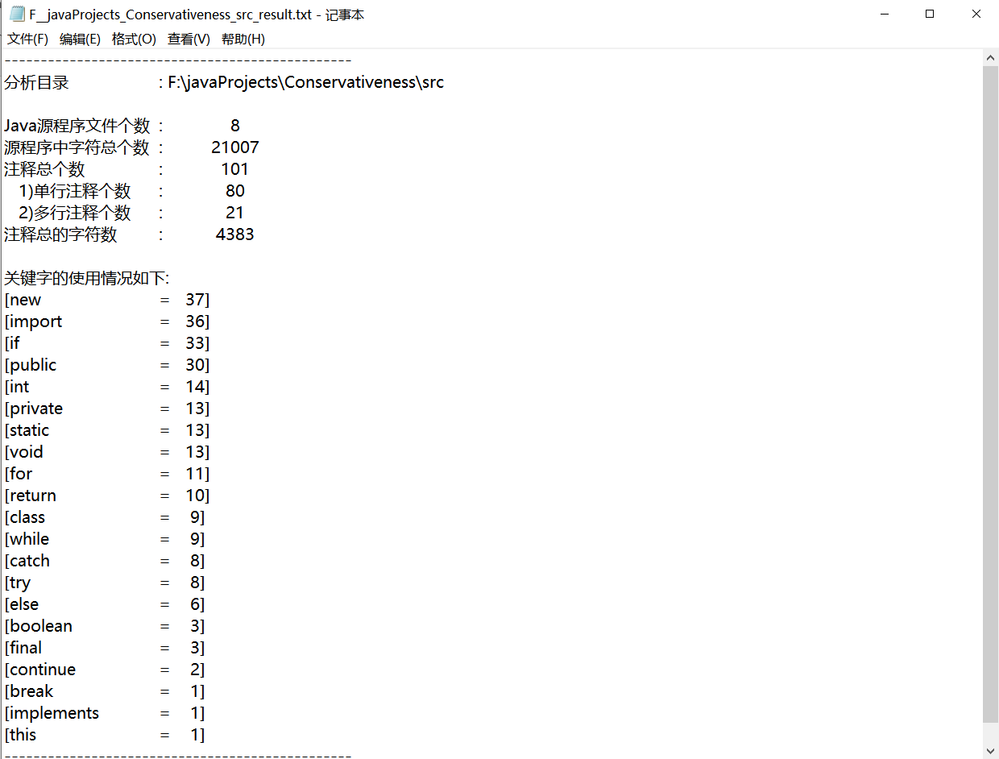 F__javaProjects_Conservativeness_src_result.txt - 记事本
文件(F) 编辑(E) 格式(O) 查看(V) 帮助(H)
-----------------------------------------------
分析目录 : F:\javaProjects\Conservativeness\src
Java源程序文件个数 : 8
源程序中字符总个数 : 21007
注释总个数 : 101
1)单行注释个数 : 80
2)多行注释个数 : 21
注释总的字符数 : 4383
关键字的使用情况如下:
[new = 37]
[import = 36]
[if = 33]
[public = 30]
[int = 14]
[private = 13]
[static = 13]
[void = 13]
[for = 11]
[return = 10]
[class = 9]
[while = 9]
[catch = 8]
[try = 8]
[else = 6]
[boolean = 3]
[final = 3]
[continue = 2]
[break = 1]
[implements = 1]
[this = 1]
-----------------------------------------------